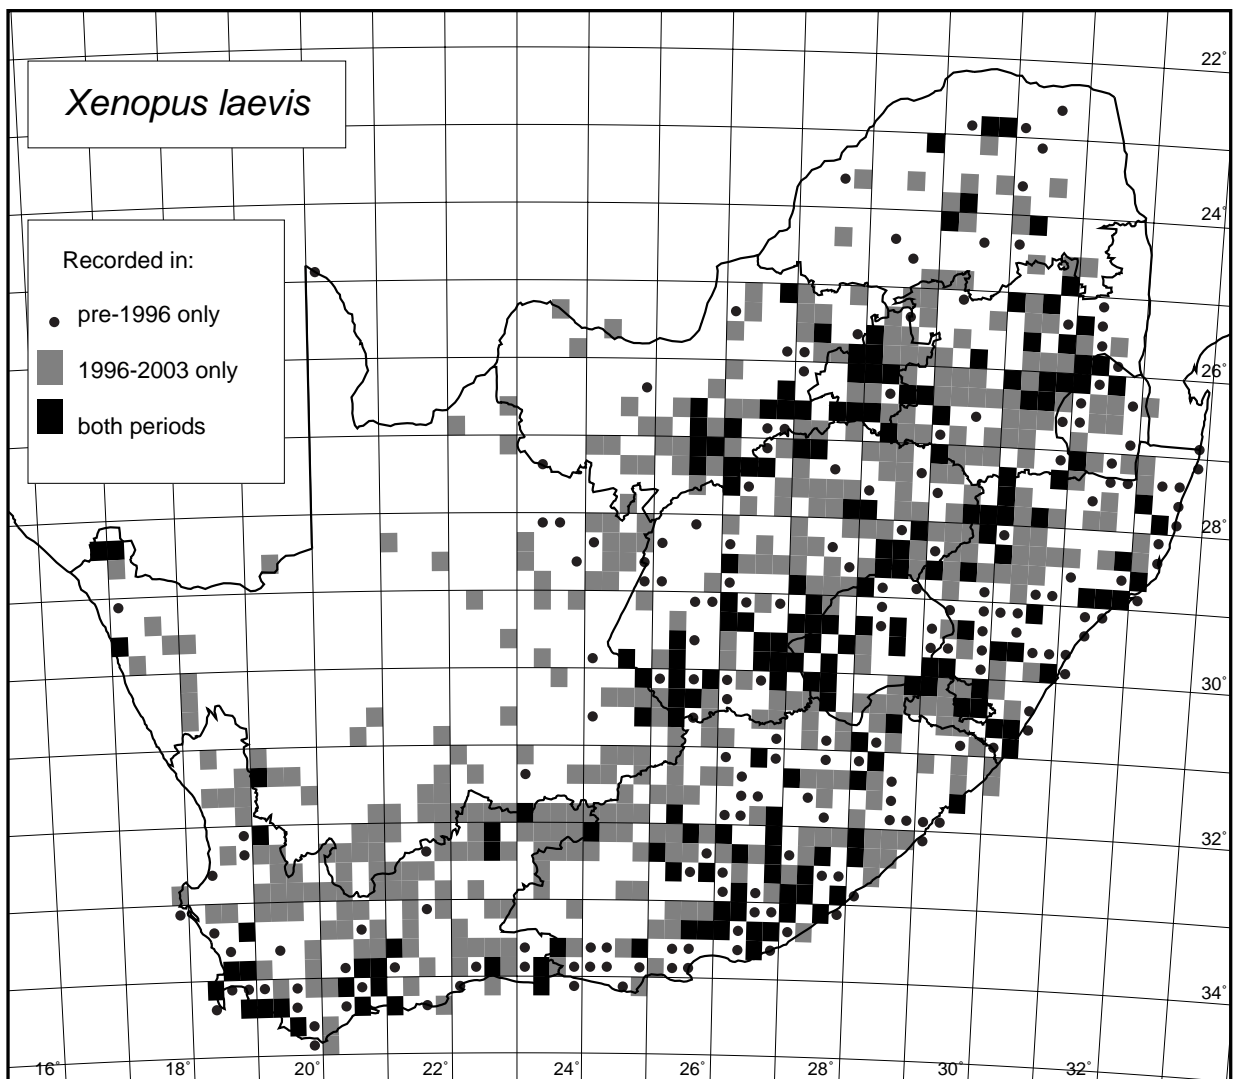 Xenopus laevis
Recorded in:
pre-1996 only
1996-2003 only
both periods
22°
24°
26°
28°
30°
32°
34°
16° 18° 20° 22° 24° 26° 28° 30° 32°